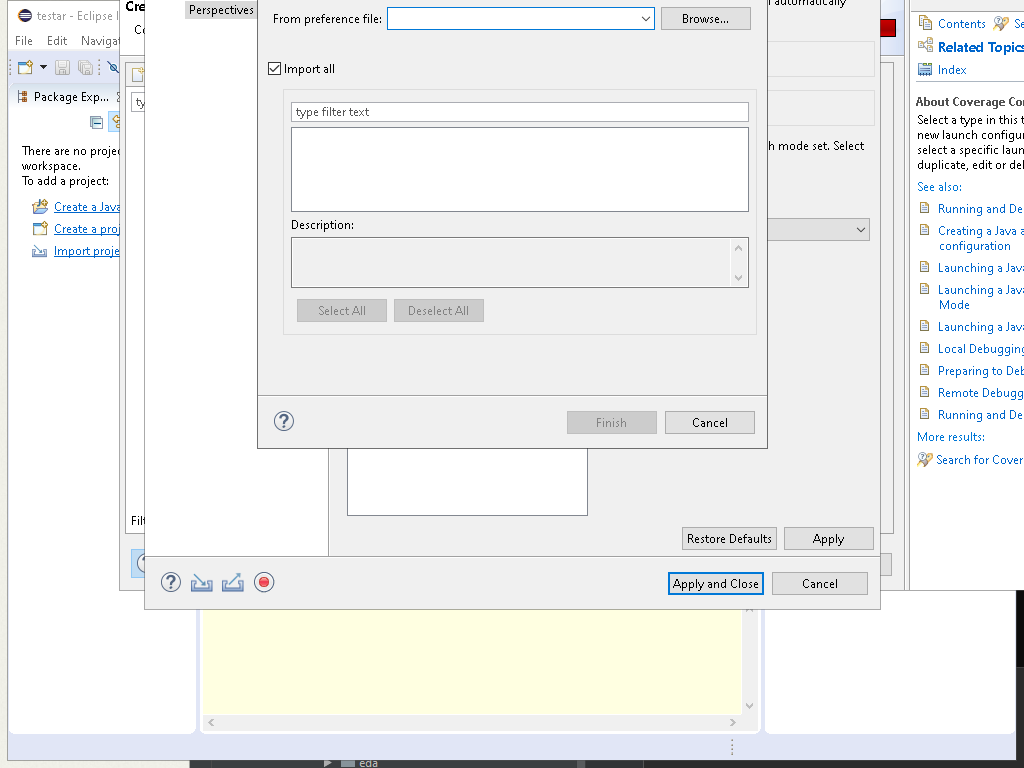 testar - Eclipse I
File Edit Navigat
Package Exp...
There are no proje
workspace.
To add a project:
Create a Java
Create a proj
Import proje
Cre
Co
ty
Filt
Perspectives
From preference file:
Browse...
Import all
type filter text
Description:
Select All
Deselect All
Finish
Cancel
automatically
h mode set. Select
Restore Defaults
Apply
Apply and Close
Cancel
Contents
Se
Related Topics
Index
About Coverage Co
Select a type in this t
new launch configur
select a specific laun
duplicate, edit or del
See also:
Running and De
Creating a Java a
configuration
Launching a Java
Launching a Java
Mode
Launching a Java
Local Debugging
Preparing to Deb
Remote Debugg
Running and De
More results:
Search for Cover
eda